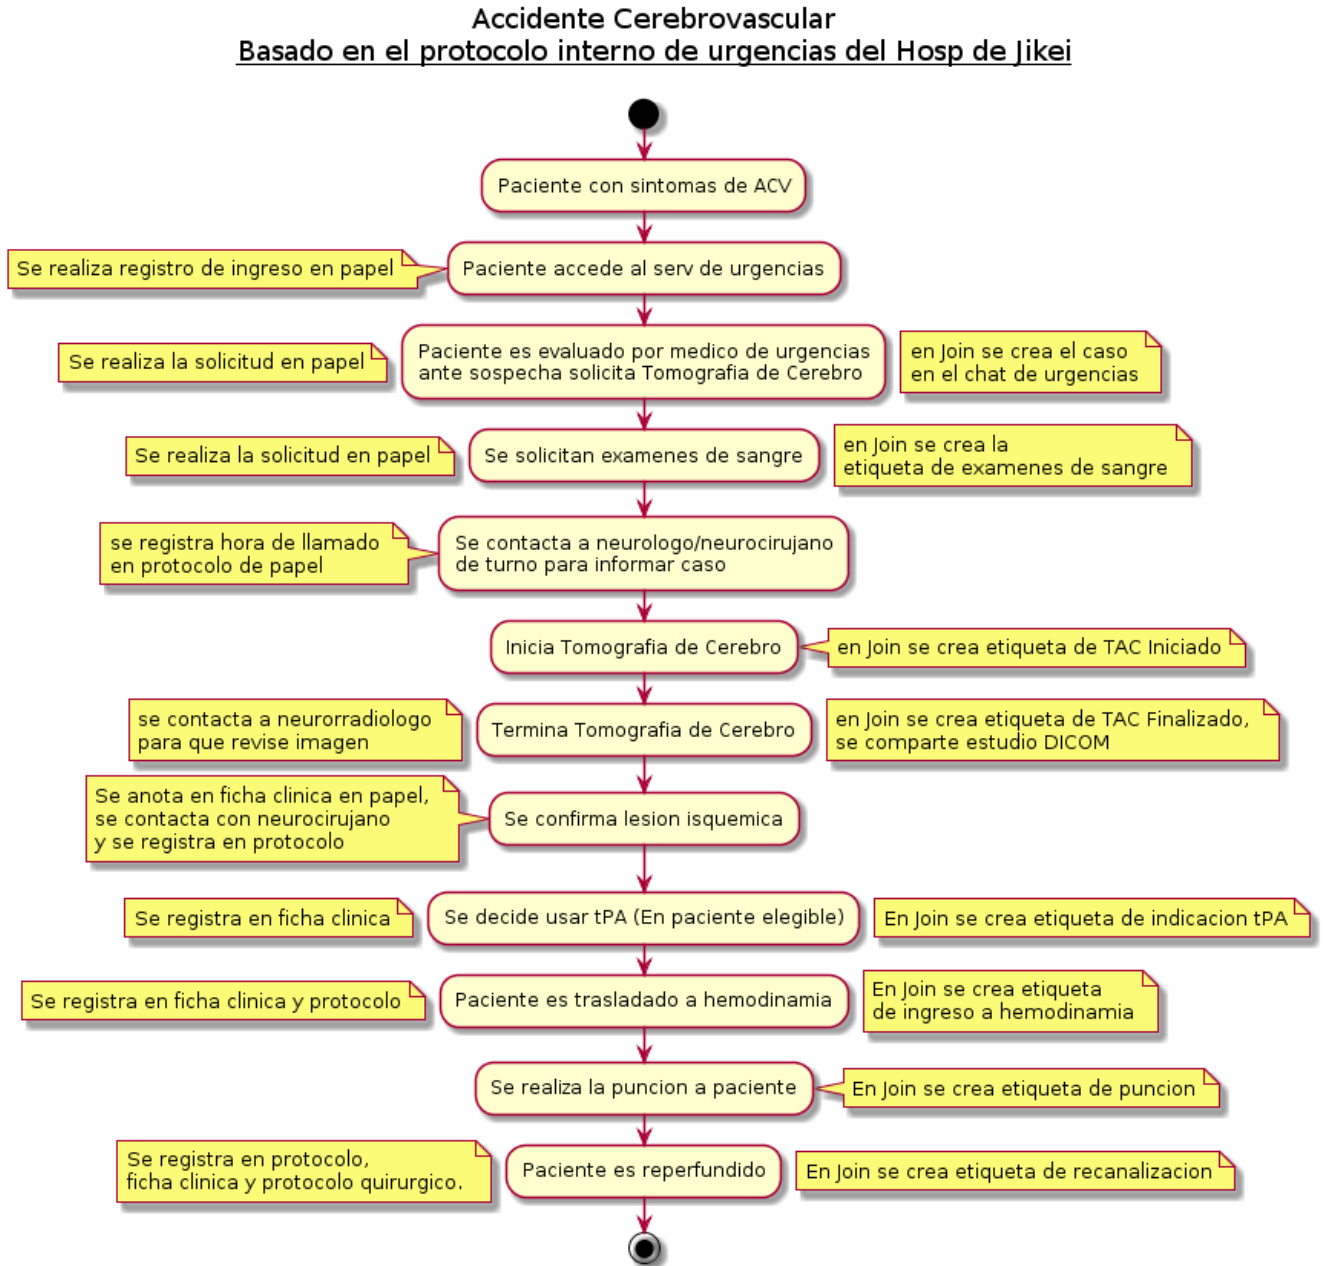 Accidente Cerebrovascular
Basado en el protocolo interno de urgencias del Hosp de Jikei
Paciente con sintomas de ACV
Se realiza registro de ingreso en papel
Paciente accede al serv de urgencias
Se realiza la solicitud en papel
Paciente es evaluado por medico de urgencias
ante sospecha solicita Tomografia de Cerebro
en Join se crea el caso
en el chat de urgencias
Se realiza la solicitud en papel
Se solicitan examenes de sangre
en Join se crea la
etiqueta de examenes de sangre
se registra hora de llamado
en protocolo de papel
Se contacta a neurologo/neurocirujano
de turno para informar caso
Inicia Tomografia de Cerebro
en Join se crea etiqueta de TAC Iniciado
se contacta a neurorradiologo
para que revise imagen
Termina Tomografia de Cerebro
en Join se crea etiqueta de TAC Finalizado,
se comparte estudio DICOM
Se anota en ficha clinica en papel,
se contacta con neurocirujano
y se registra en protocolo
Se confirma lesion isquemica
Se registra en ficha clinica
Se decide usar tPA (En paciente elegible)
En Join se crea etiqueta de indicacion tPA
Se registra en ficha clinica y protocolo
Paciente es trasladado a hemodinamia
En Join se crea etiqueta
de ingreso a hemodinamia
Se realiza la puncion a paciente
En Join se crea etiqueta de puncion
Se registra en protocolo,
ficha clinica y protocolo quirurgico.
Paciente es reperfundido
En Join se crea etiqueta de recanalizacion